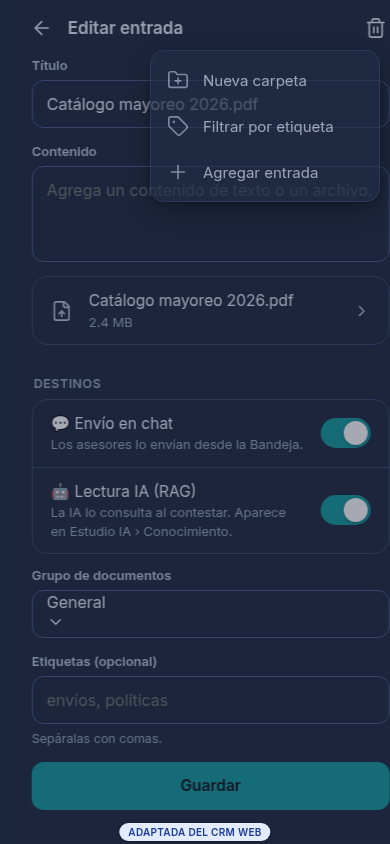 Editar entrada
Título
Catálogo mayoreo 2026.pdf
Nueva carpeta
Filtrar por etiqueta
Agregar entrada
Contenido
Agrega un contenido de texto o un archivo.
Catálogo mayoreo 2026.pdf
2.4 MB
DESTINOS
💬 Envío en chat
Los asesores lo envían desde la Bandeja.
🤖 Lectura IA (RAG)
La IA lo consulta al contestar. Aparece
en Estudio IA › Conocimiento.
Grupo de documentos
General
Etiquetas (opcional)
envíos, políticas
Sepáralas con comas.
Guardar
ADAPTADA DEL CRM WEB